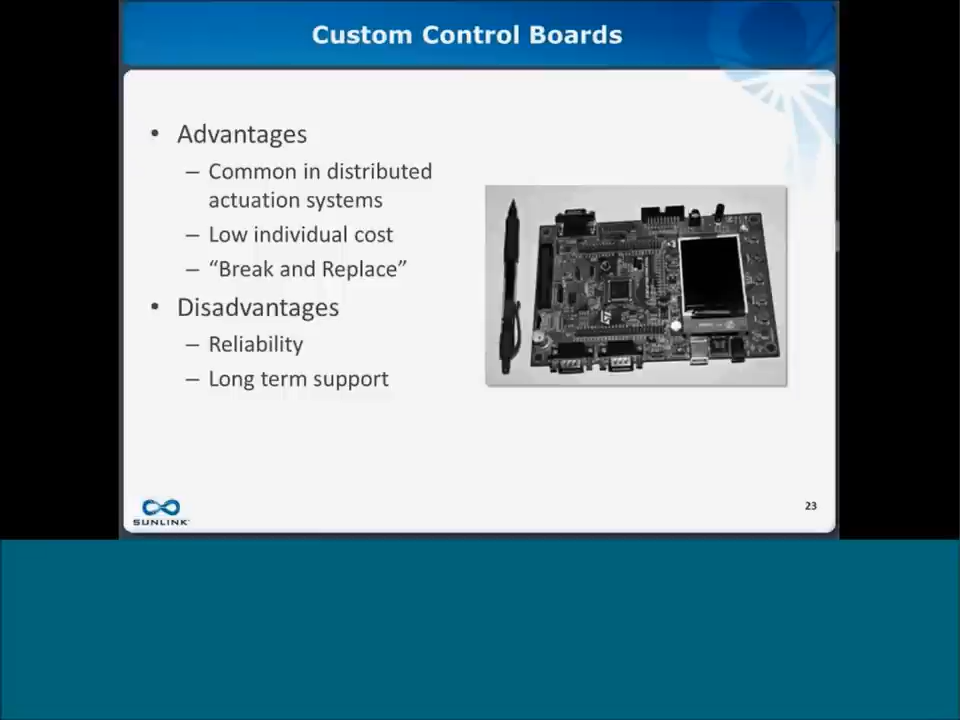 Custom Control Boards
• Advantages
– Common in distributed
actuation systems
– Low individual cost
– “Break and Replace”
• Disadvantages
– Reliability
– Long term support
SUNLINK
23